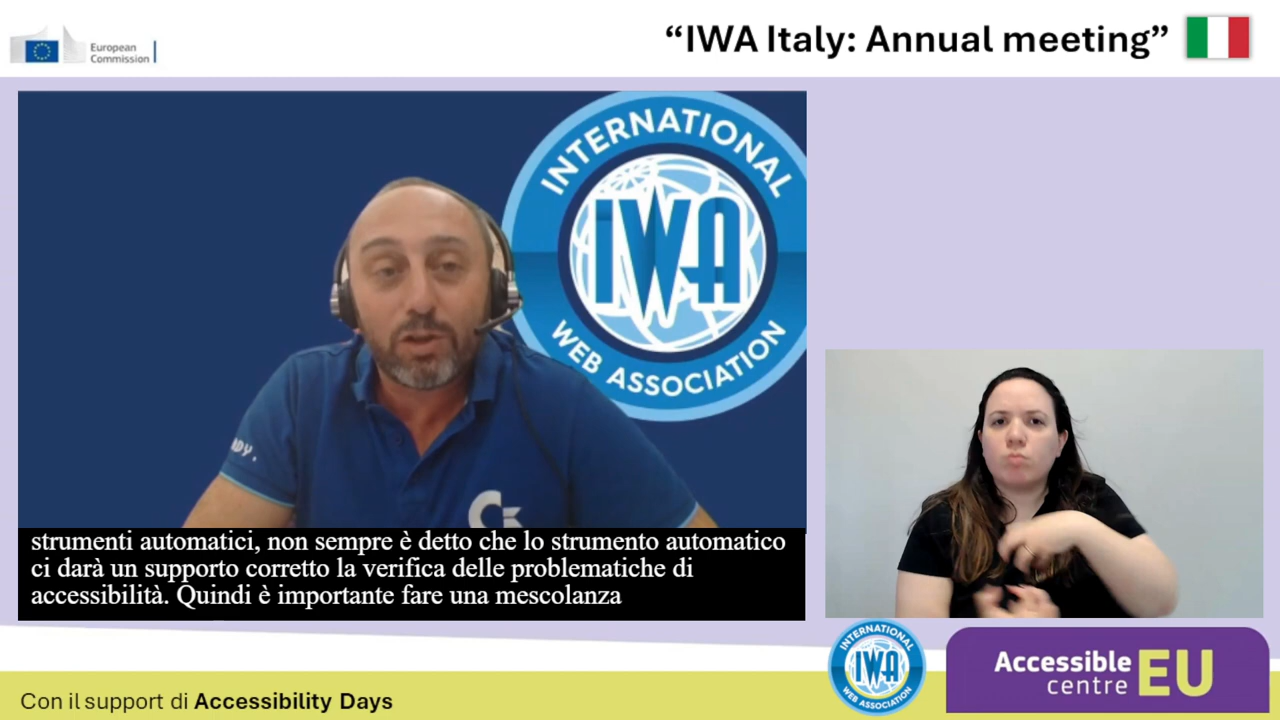 European
Commission
“IWA Italy: Annual meeting”
INTERNATIONAL
IWA
WEB ASSOCIATION
strumenti automatici, non sempre è detto che lo strumento automatico
ci darà un supporto corretto la verifica delle problematiche di
accessibilità. Quindi è importante fare una mescolanza
INTERNATIONAL
IWA
WEB ASSOCIATION
Accessible
centre EU
Con il support di Accessibility Days